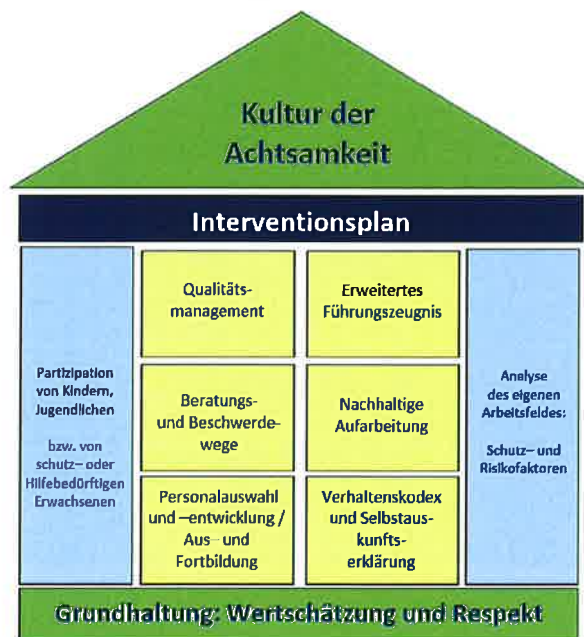 Kultur der
Achtsamkeit
Interventionsplan
Partizipation
von Kindern,
Jugendlichen
bzw. von
schutz– oder
Hilfebedürftigen
Erwachsenen
Qualitäts-
management
Erweitertes
Führungszeugnis
Beratungs-
und Beschwerde-
wege
Nachhaltige
Aufarbeitung
Personalauswahl
und –entwicklung /
Aus– und
Fortbildung
Verhaltenskodex
und Selbstaus-
kunfts-
erklärung
Analyse
des eigenen
Arbeitsfeldes:
Schutz– und
Risikofaktoren
Grundhaltung: Wertschätzung und Respekt